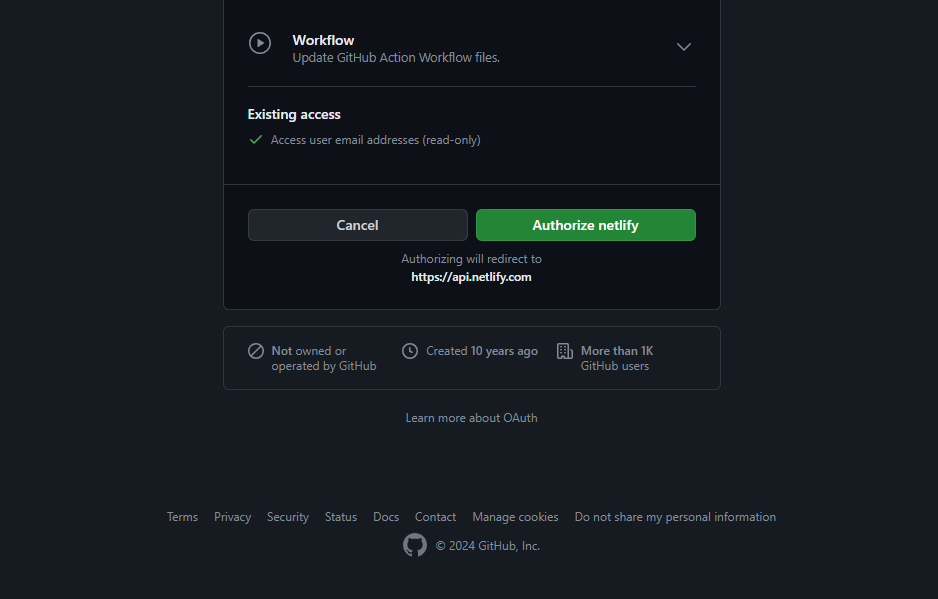 Workflow
Update GitHub Action Workflow files.
Existing access
Access user email addresses (read-only)
Cancel
Authorize netlify
Authorizing will redirect to
https://api.netlify.com
Not owned or
operated by GitHub
Created 10 years ago
More than 1K
GitHub users
Learn more about OAuth
Terms Privacy Security Status Docs Contact Manage cookies Do not share my personal information
© 2024 GitHub, Inc.